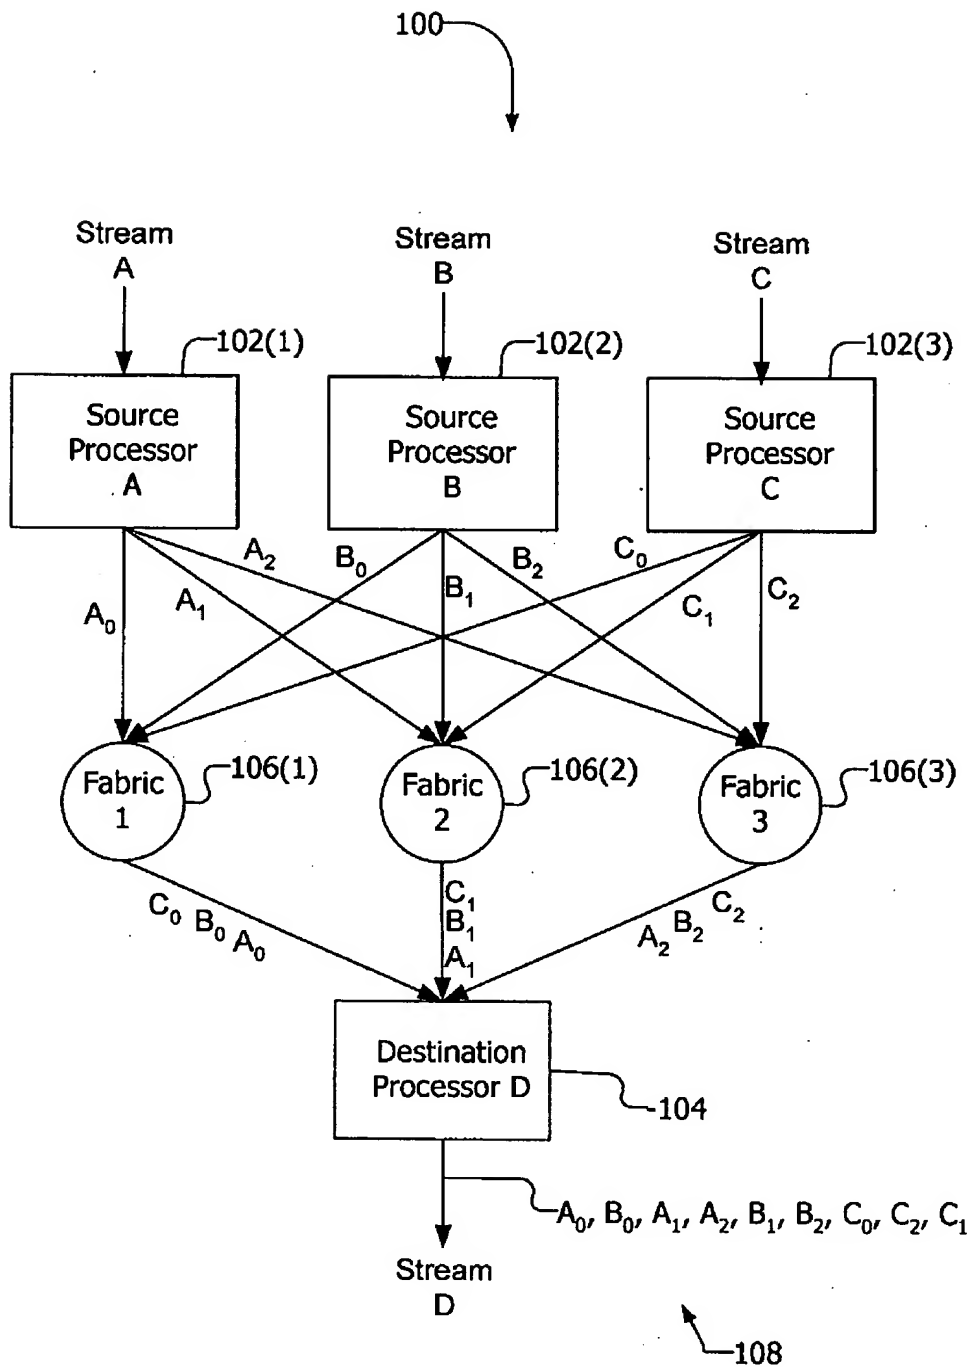 100
Stream
A
Stream
B
Stream
C
102(1)
102(2)
102(3)
Source
Processor
A
Source
Processor
B
Source
Processor
C
A₀
A₁
A₂
B₀
B₁
B₂
C₀
C₁
C₂
Fabric
1
106(1)
Fabric
2
106(2)
Fabric
3
106(3)
C₀ B₀ A₀
C₁
B₁
A₁
A₂ B₂ C₂
Destination
Processor D
104
A₀, B₀, A₁, A₂, B₁, B₂, C₀, C₂, C₁
Stream
D
108